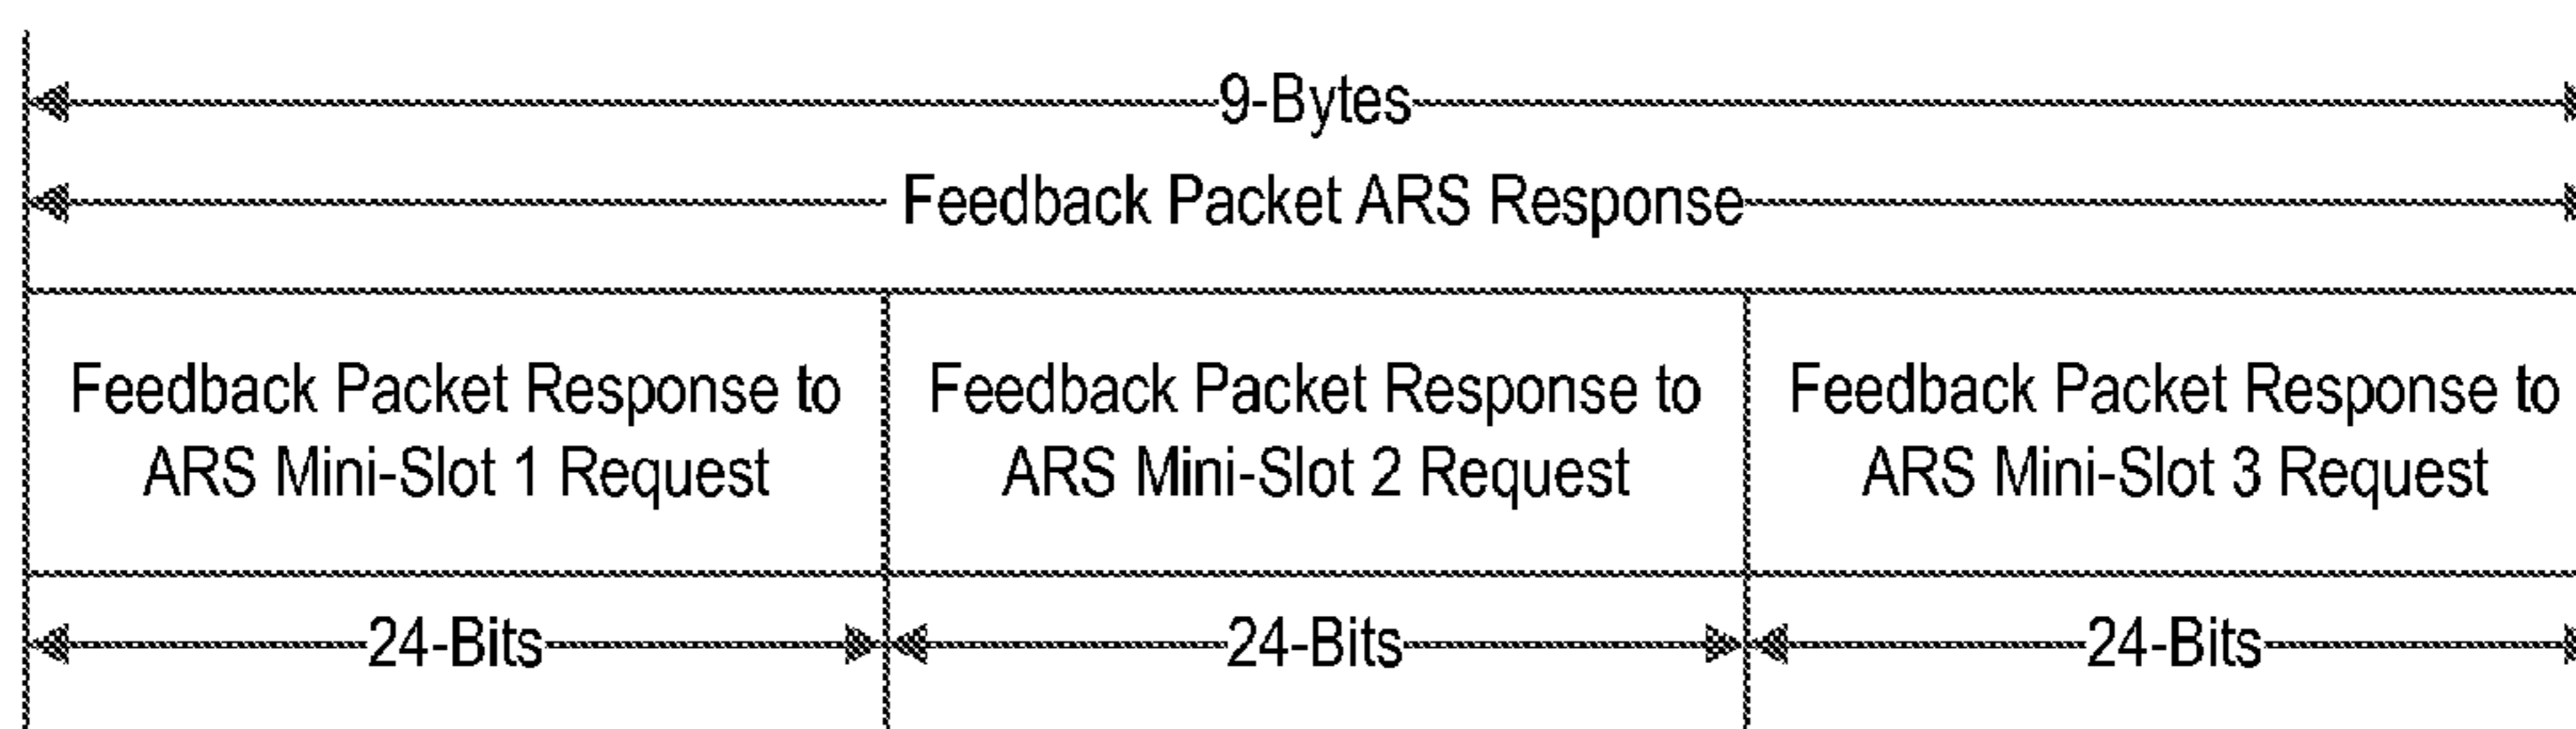 9-Bytes
Feedback Packet ARS Response
Feedback Packet Response to
ARS Mini-Slot 1 Request
Feedback Packet Response to
ARS Mini-Slot 2 Request
Feedback Packet Response to
ARS Mini-Slot 3 Request
24-Bits
24-Bits
24-Bits